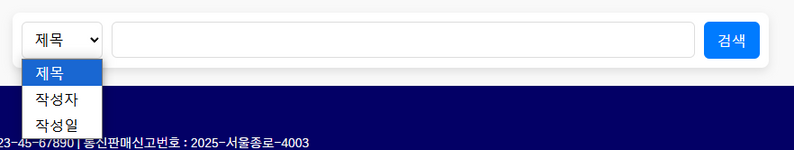 제목
검색
제목
작성자
작성일
23-45-67890 | 통신판매신고번호 : 2025-서울종로-4003